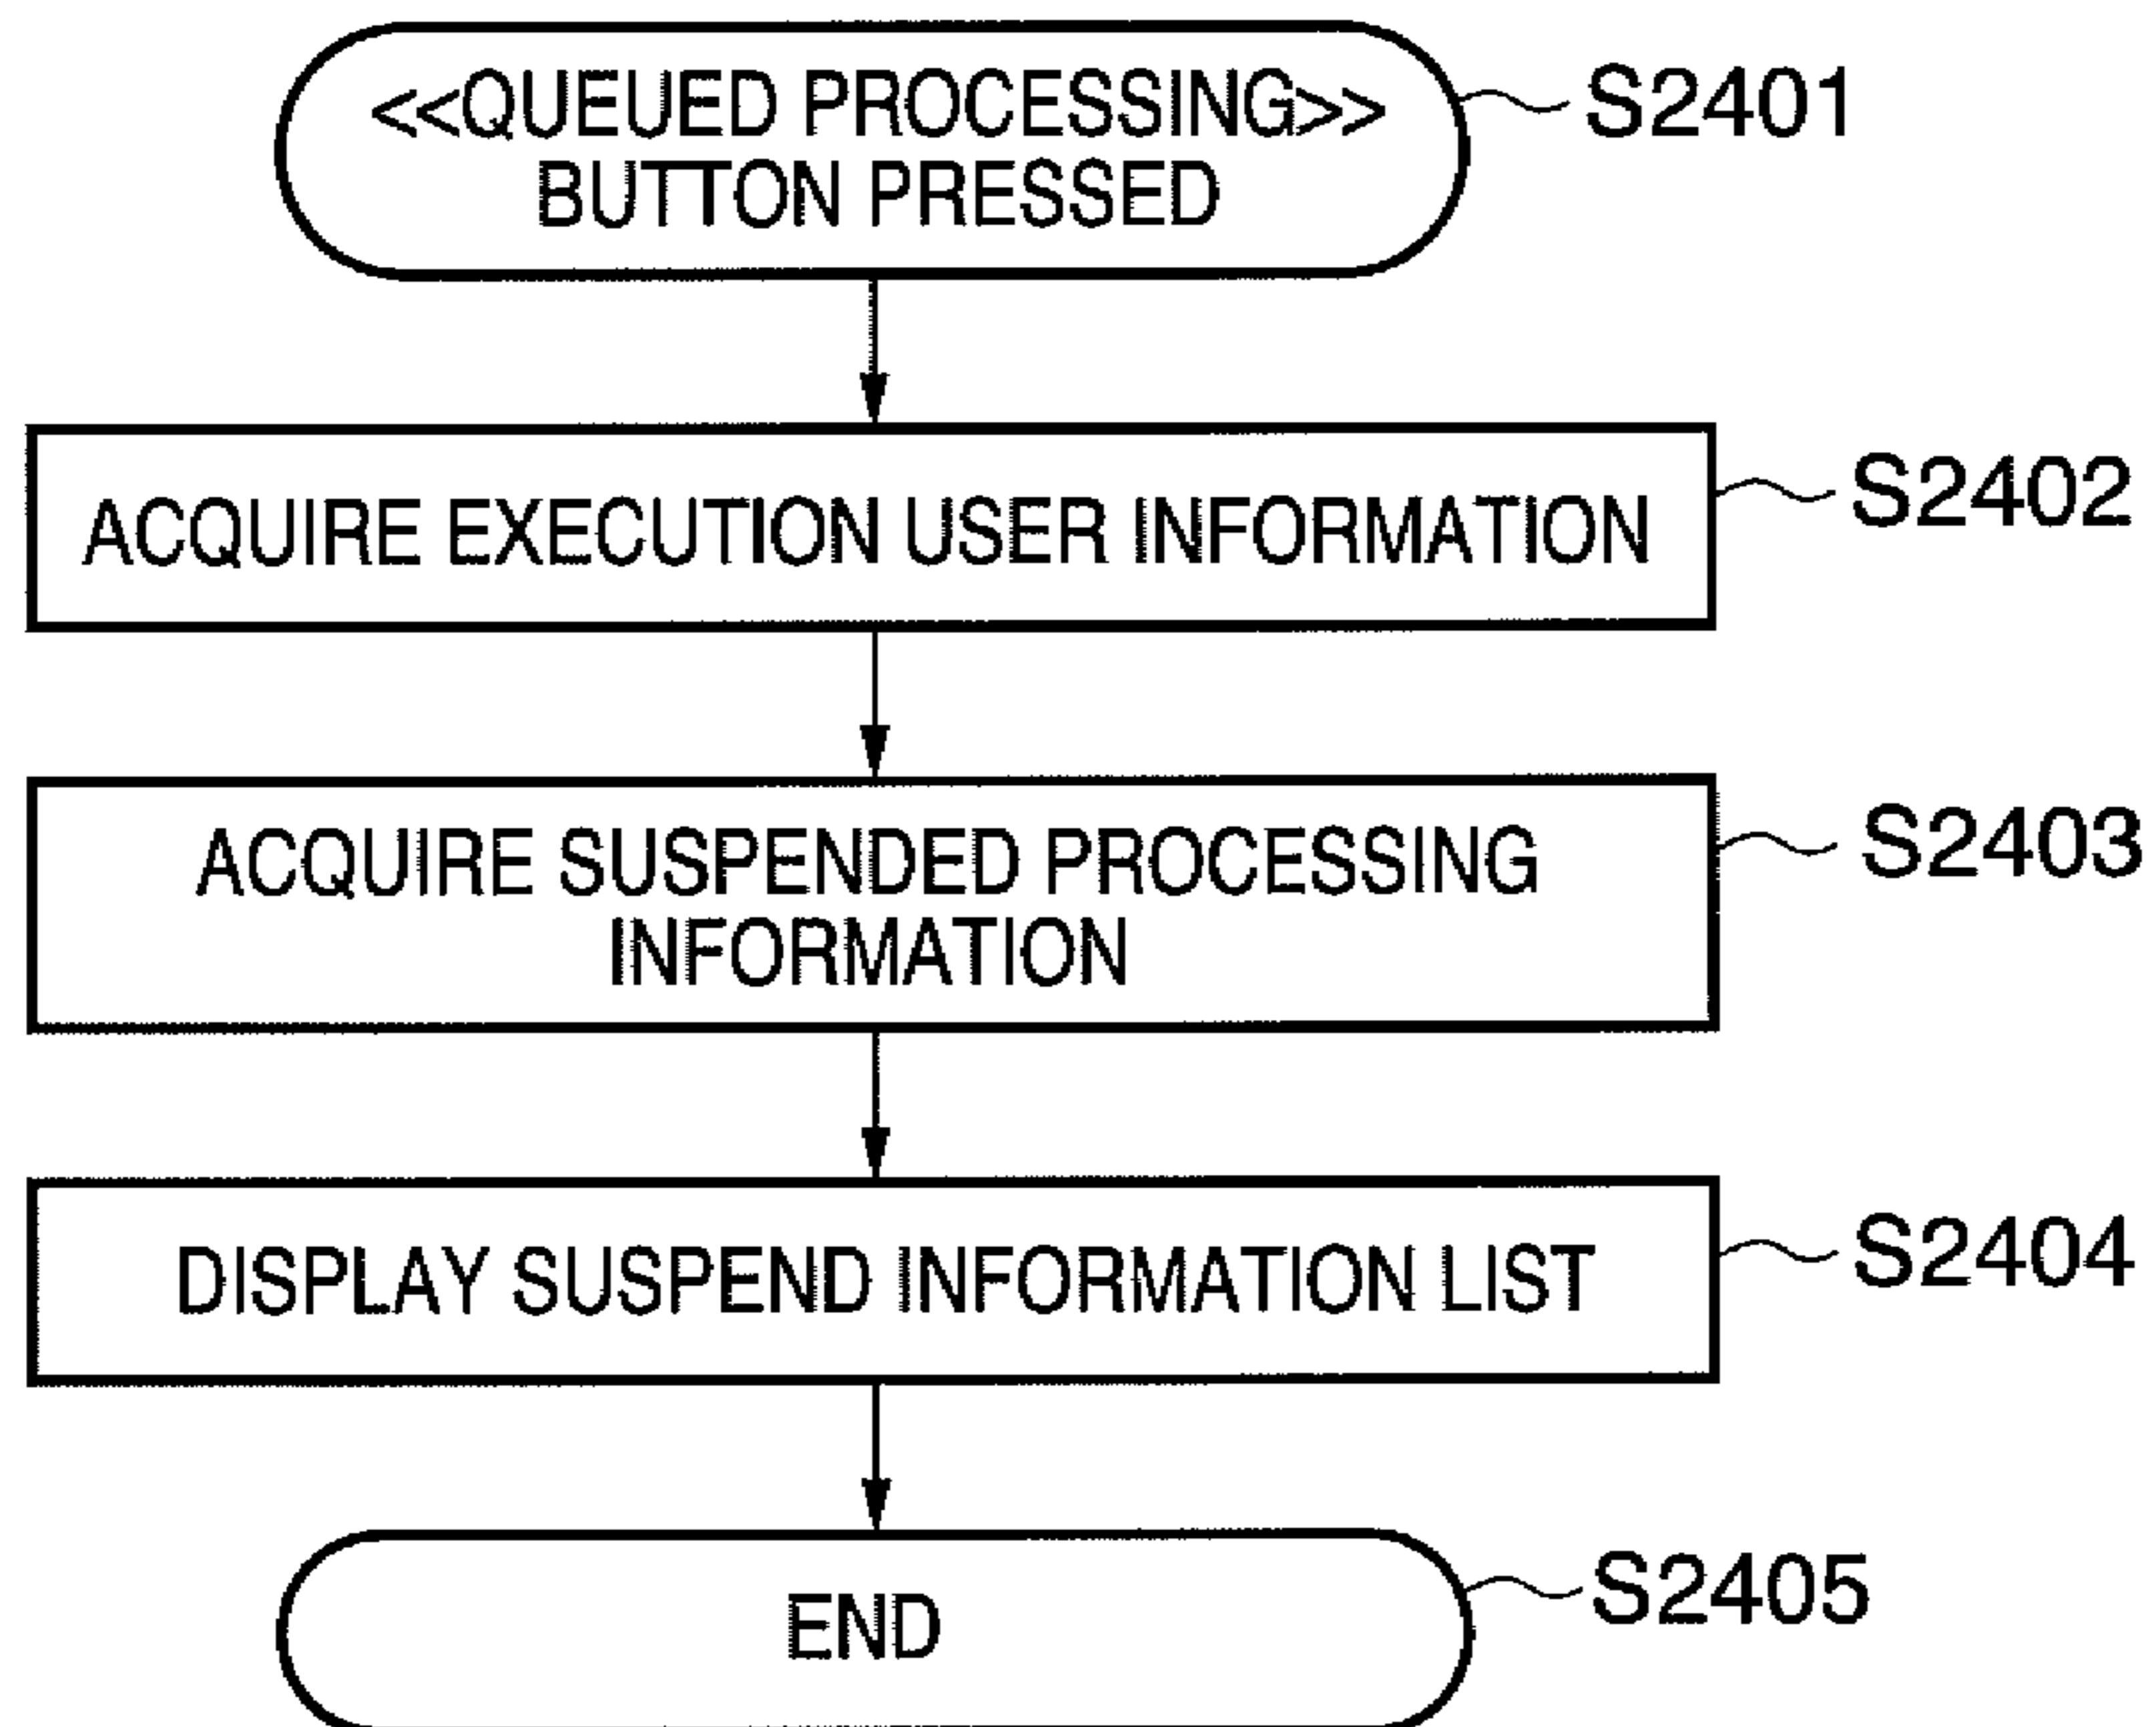 <<QUEUED PROCESSING>>
BUTTON PRESSED
S2401
ACQUIRE EXECUTION USER INFORMATION
S2402
ACQUIRE SUSPENDED PROCESSING
INFORMATION
S2403
DISPLAY SUSPEND INFORMATION LIST
S2404
END
S2405